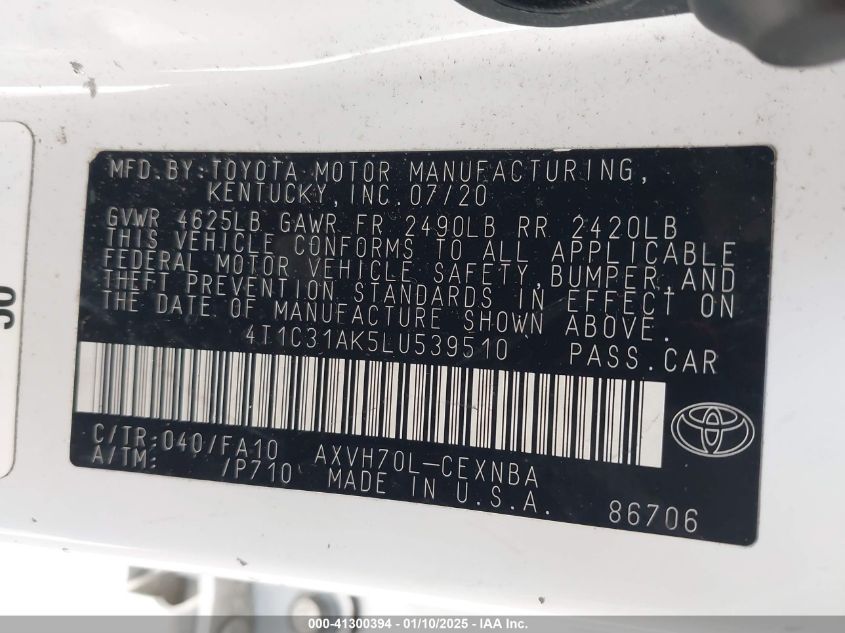 MFD.BY:TOYOTA MOTOR MANUFACTURING,
KENTUCKY,INC.07/20
GVWR 4625LB GAWR FR 2490LB RR 2420LB
THIS VEHICLE CONFORMS TO ALL APPLICABLE
FEDERAL MOTOR VEHICLE SAFETY,BUMPER,AND
THEFT PREVENTION STANDARDS IN EFFECT ON
THE DATE OF MANUFACTURE SHOWN ABOVE.
4T1C31AK5LU539510 PASS.CAR
C/TR:040/FA10 AXVH70L-CEXNBA
A/TM: /P710 MADE IN U.S.A.
86706
000-41300394 - 01/10/2025 - IAA Inc.